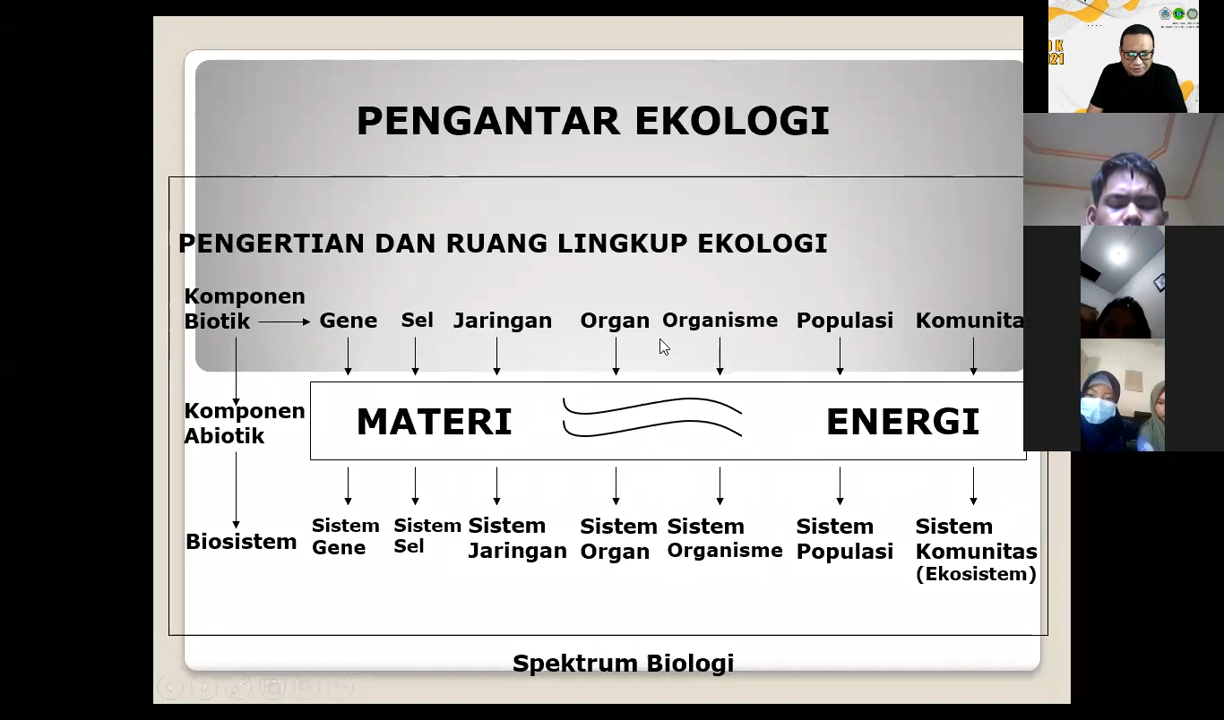 PENGANTAR EKOLOGI
PENGERTIAN DAN RUANG LINGKUP EKOLOGI
Komponen
Biotik Gene Sel Jaringan Organ Organisme Populasi Komunita
Komponen
Abiotik
MATERI ENERGI
Biosistem
Sistem
Gene
Sistem
Sel
Sistem
Jaringan
Sistem
Organ
Sistem
Organisme
Sistem
Populasi
Sistem
Komunitas
(Ekosistem)
Spektrum Biologi
K
021